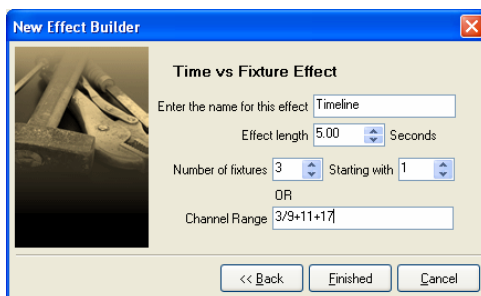 New Effect Builder
Time vs Fixture Effect
Enter the name for this effect Timeline
Effect length 5.00 Seconds
Number of fixtures 3 Starting with 1
OR
Channel Range 3/9+11+17
<< Back Finished Cancel